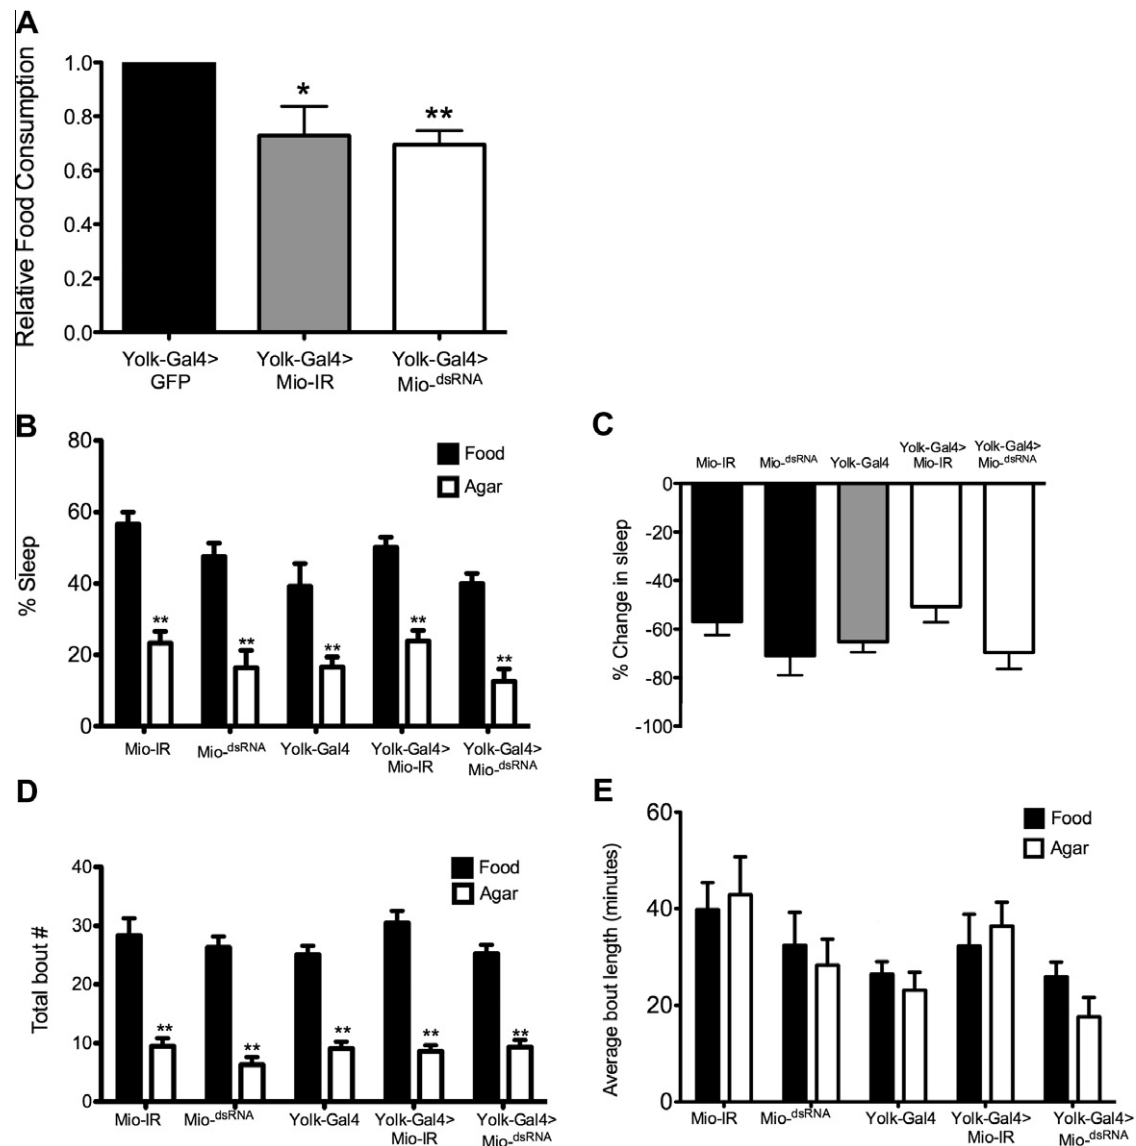 A
Relative Food Consumption
1.0
0.8
0.6
0.4
0.2
0.0
*
**
Yolk-Gal4>
GFP
Yolk-Gal4>
Mio-IR
Yolk-Gal4>
Mio-dsRNA
B
% Sleep
80
60
40
20
0
Food
Agar
**
**
**
**
**
Mio-IR
Mio-dsRNA
Yolk-Gal4
Yolk-Gal4>
Mio-IR
Yolk-Gal4>
Mio-dsRNA
C
Mio-IR
Mio-dsRNA
Yolk-Gal4
Yolk-Gal4>
Mio-IR
Yolk-Gal4>
Mio-dsRNA
% Change in sleep
0
-20
-40
-60
-80
-100
D
Total bout #
40
30
20
10
0
Food
Agar
**
**
**
**
**
Mio-IR
Mio-dsRNA
Yolk-Gal4
Yolk-Gal4>
Mio-IR
Yolk-Gal4>
Mio-dsRNA
E
Average bout length (minutes)
60
40
20
0
Food
Agar
Mio-IR
Mio-dsRNA
Yolk-Gal4
Yolk-Gal4>
Mio-IR
Yolk-Gal4>
Mio-dsRNA